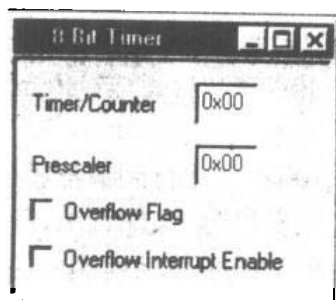 8 Bit Timer
Timer/Counter 0x00
Prescaler 0x00
Overflow Flag
Overflow Interrupt Enable